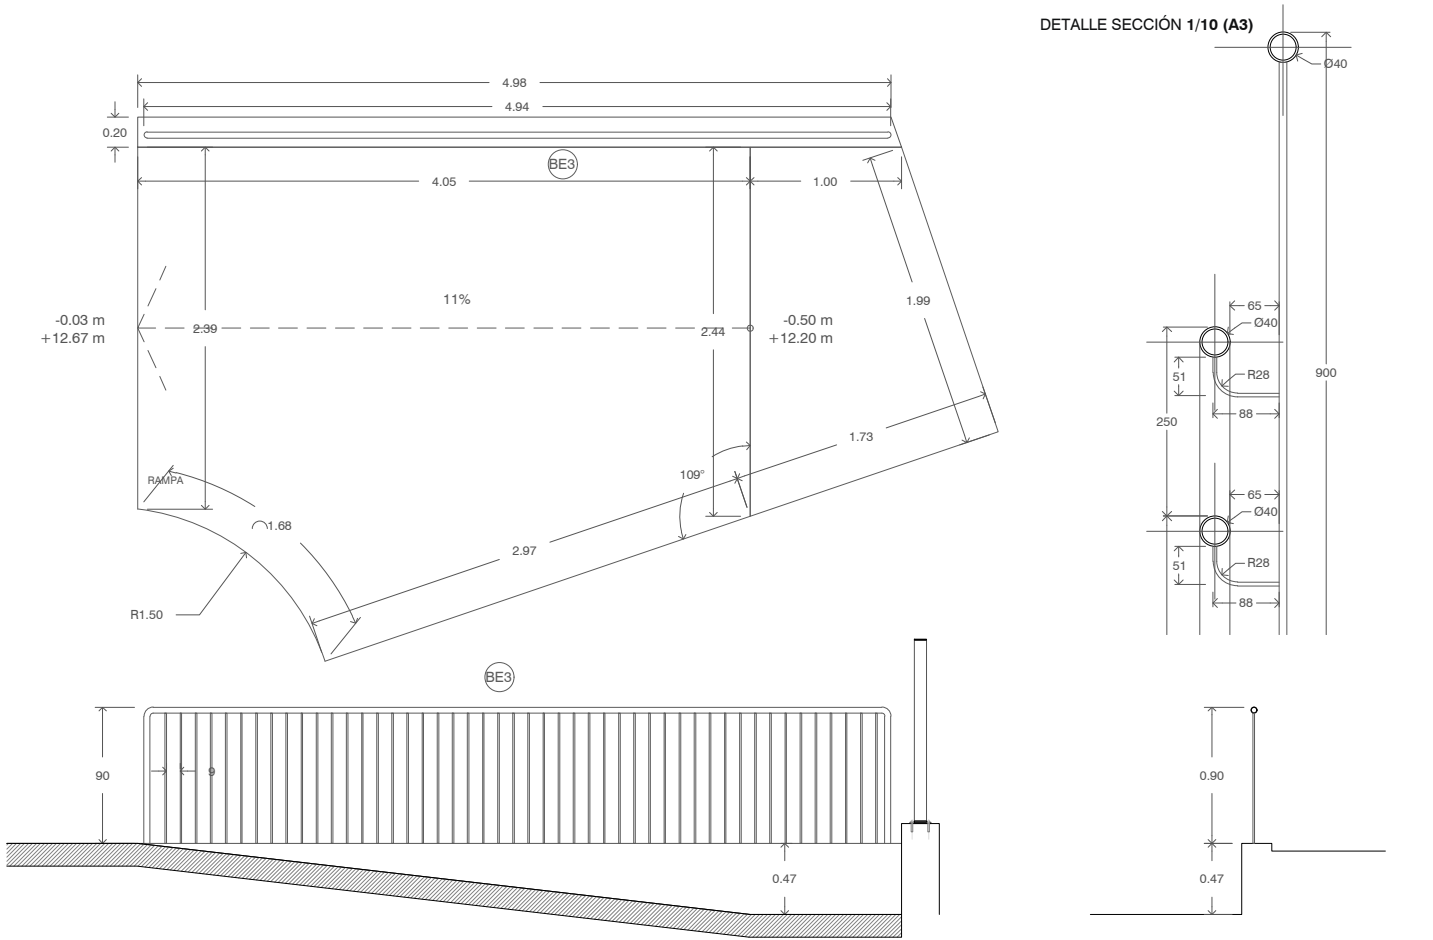 DETALLE SECCIÓN 1/10 (A3)
Ø40
4.98
4.94
0.20
BE3
4.05
1.00
11%
1.99
-0.03 m
+12.67 m
2.39
2.44
-0.50 m
+12.20 m
65
Ø40
51
R28
900
88
250
1.73
109°
RAMPA
1.68
2.97
R1.50
65
Ø40
51
R28
88
BE3
90
9
0.47
0.90
0.47